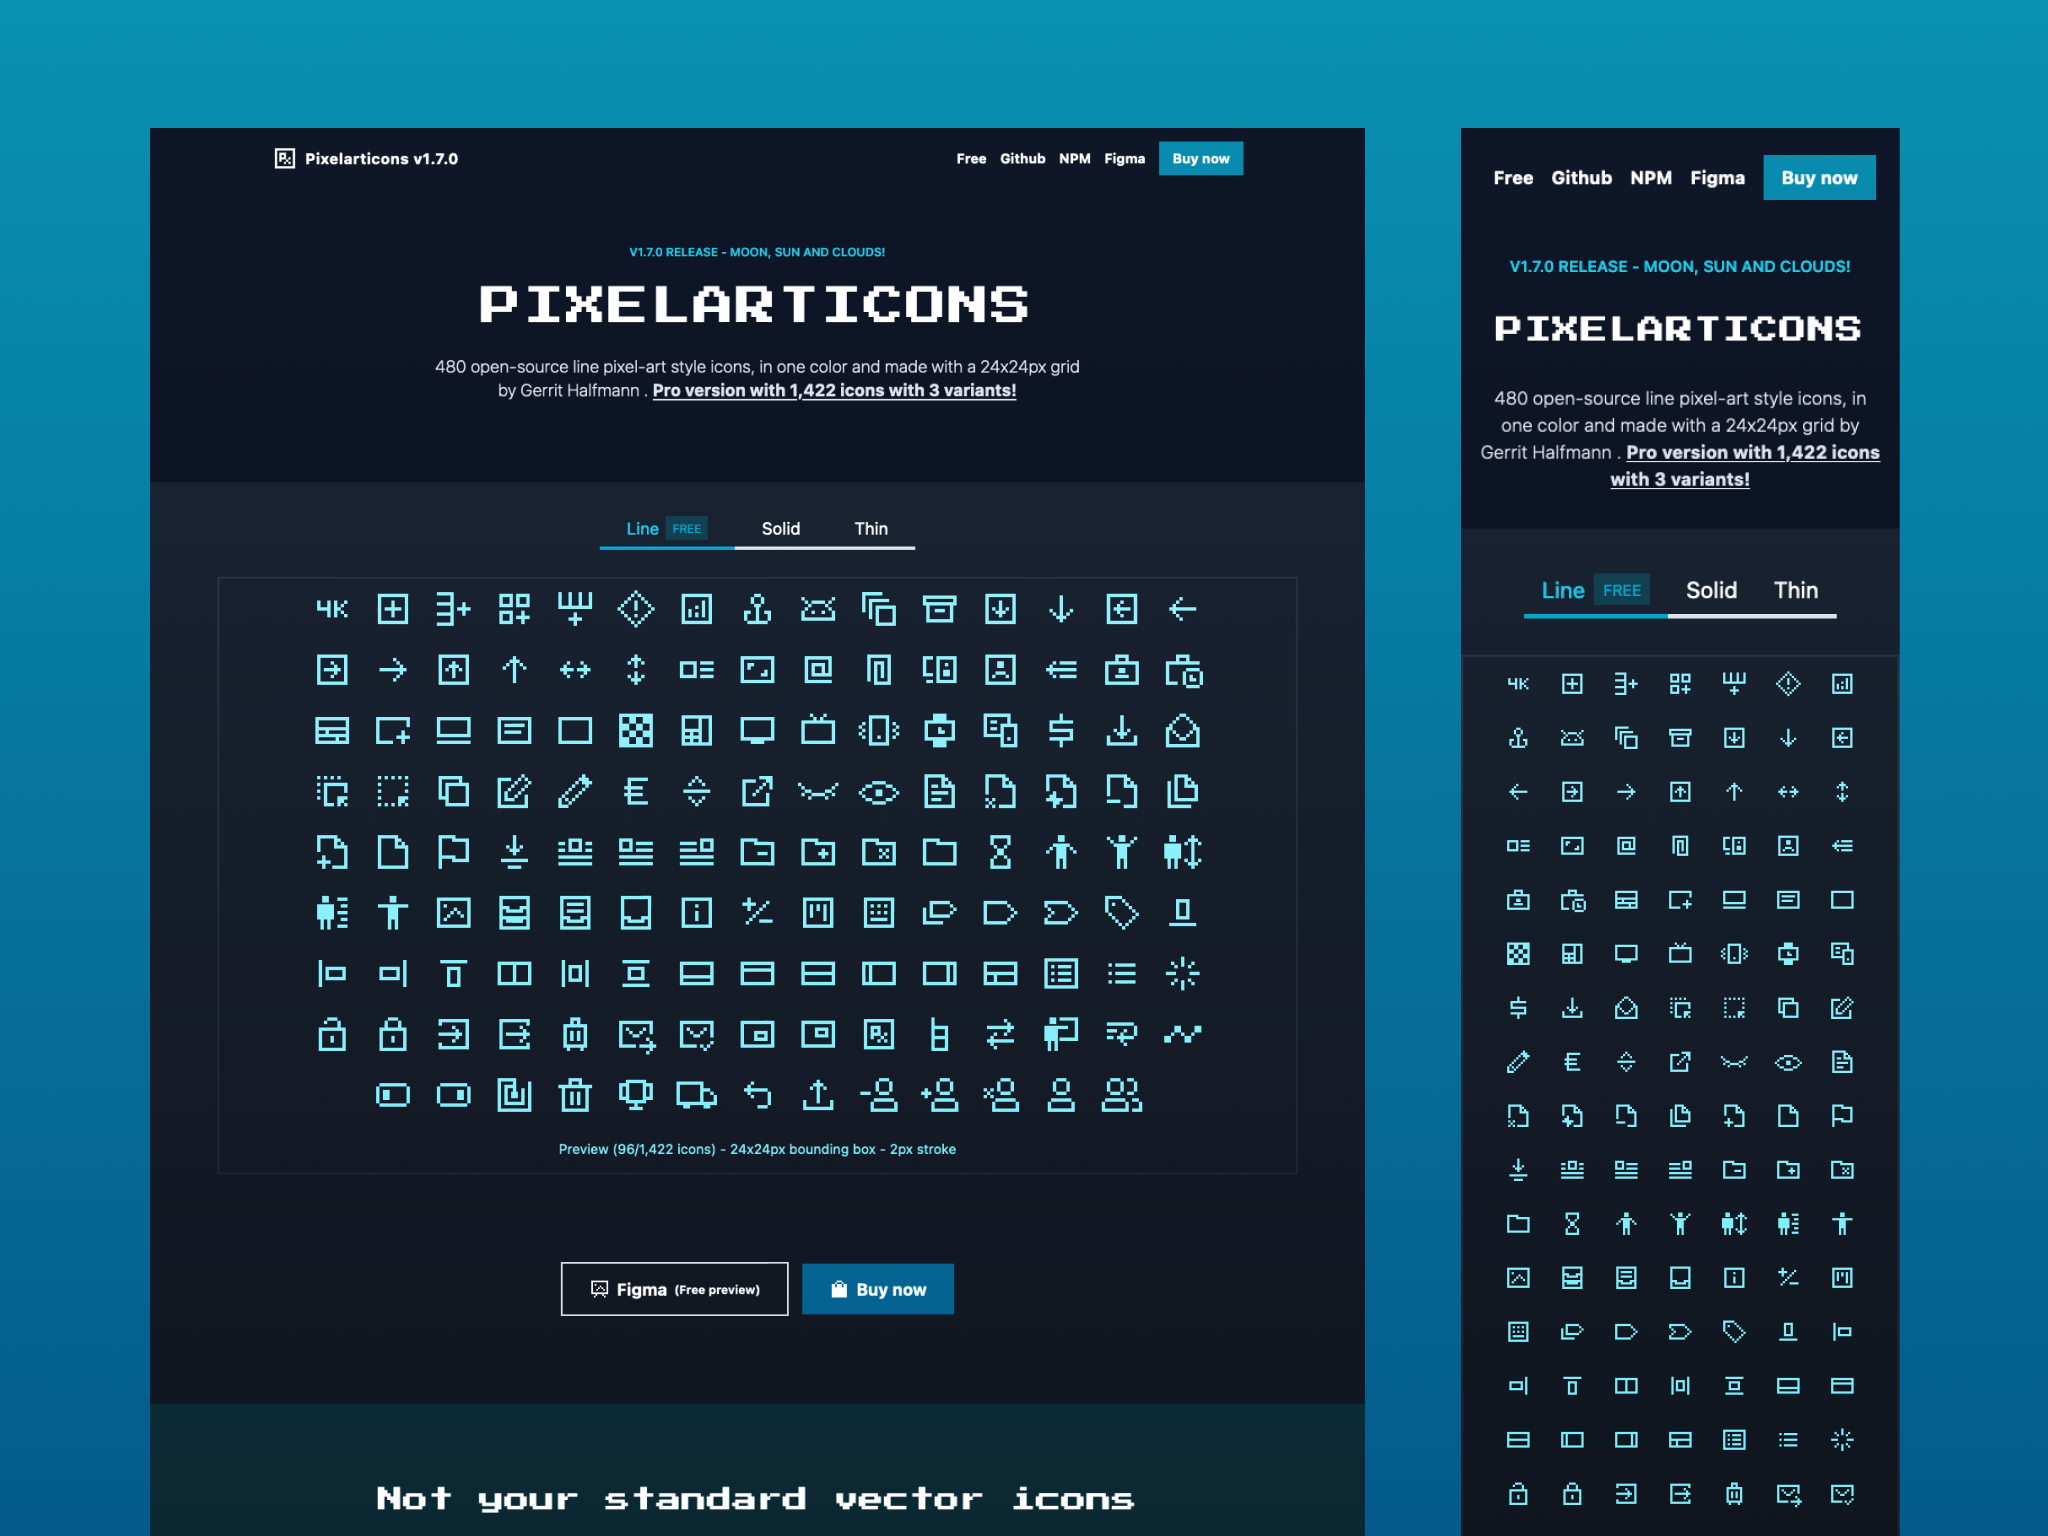 Pixelarticons v1.7.0
Free Github NPM Figma Buy now
V1.7.0 RELEASE - MOON, SUN AND CLOUDS!
PIXELARTICONS
480 open-source line pixel-art style icons, in one color and made with a 24x24px grid
by Gerrit Halfmann . Pro version with 1,422 icons with 3 variants!
Line FREE Solid Thin
4K
Preview (96/1,422 icons) - 24x24px bounding box - 2px stroke
Figma (Free preview) Buy now
Not your standard vector icons
Free Github NPM Figma Buy now
V1.7.0 RELEASE - MOON, SUN AND CLOUDS!
PIXELARTICONS
480 open-source line pixel-art style icons, in
one color and made with a 24x24px grid by
Gerrit Halfmann . Pro version with 1,422 icons
with 3 variants!
Line FREE Solid Thin
4K